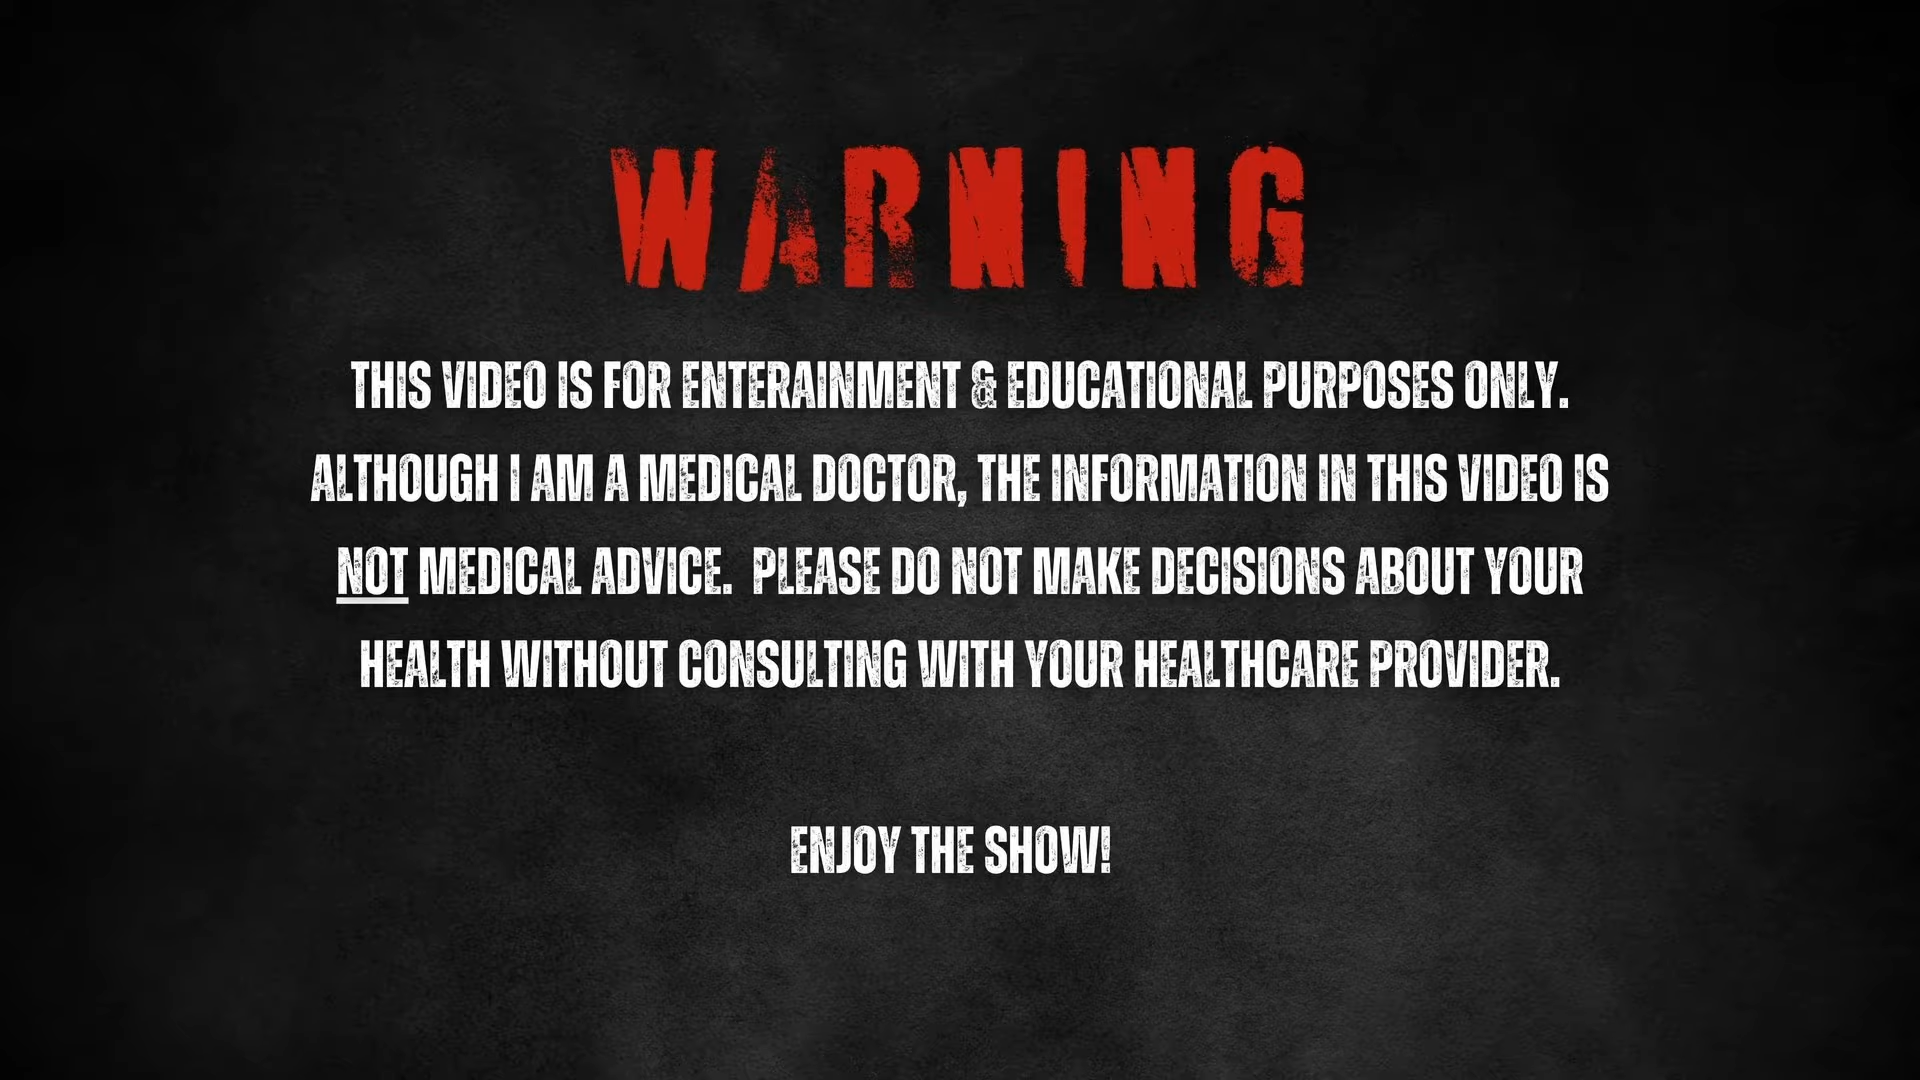 WARNING
THIS VIDEO IS FOR ENTERAINMENT & EDUCATIONAL PURPOSES ONLY.
ALTHOUGH I AM A MEDICAL DOCTOR, THE INFORMATION IN THIS VIDEO IS
NOT MEDICAL ADVICE. PLEASE DO NOT MAKE DECISIONS ABOUT YOUR
HEALTH WITHOUT CONSULTING WITH YOUR HEALTHCARE PROVIDER.
ENJOY THE SHOW!